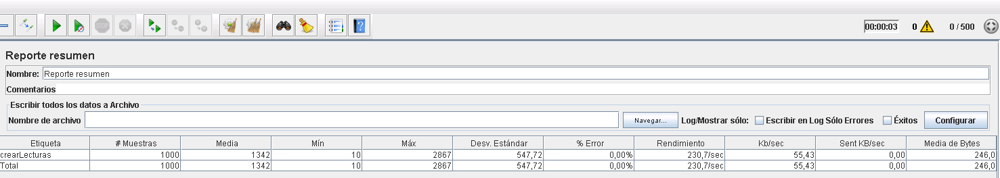 00:00:03 0 0 / 500
Reporte resumen
Nombre: Reporte resumen
Comentarios
Escribir todos los datos a Archivo
Nombre de archivo Navegar... Log/Mostrar sólo: Escribir en Log Sólo Errores Éxitos Configurar
Etiqueta # Muestras Media Mín Máx Desv. Estándar % Error Rendimiento Kb/sec Sent KB/sec Media de Bytes
crearLecturas 1000 1342 10 2867 547,72 0,00% 230,7/sec 55,43 0,00 246,0
Total 1000 1342 10 2867 547,72 0,00% 230,7/sec 55,43 0,00 246,0